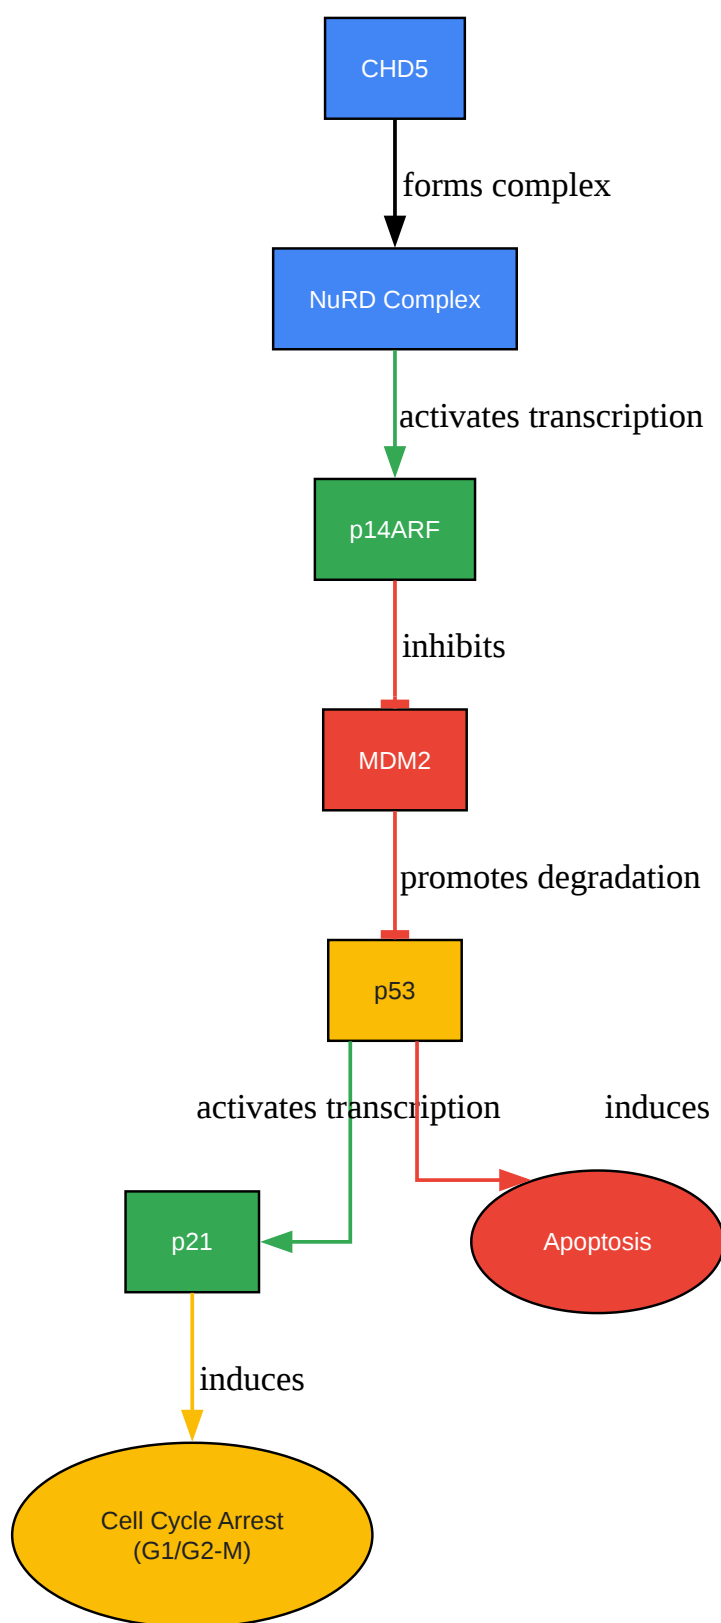 CHD5
forms complex
NuRD Complex
activates transcription
p14ARF
inhibits
MDM2
promotes degradation
p53
activates transcription
induces
p21
Apoptosis
induces
Cell Cycle Arrest
(G1/G2-M)